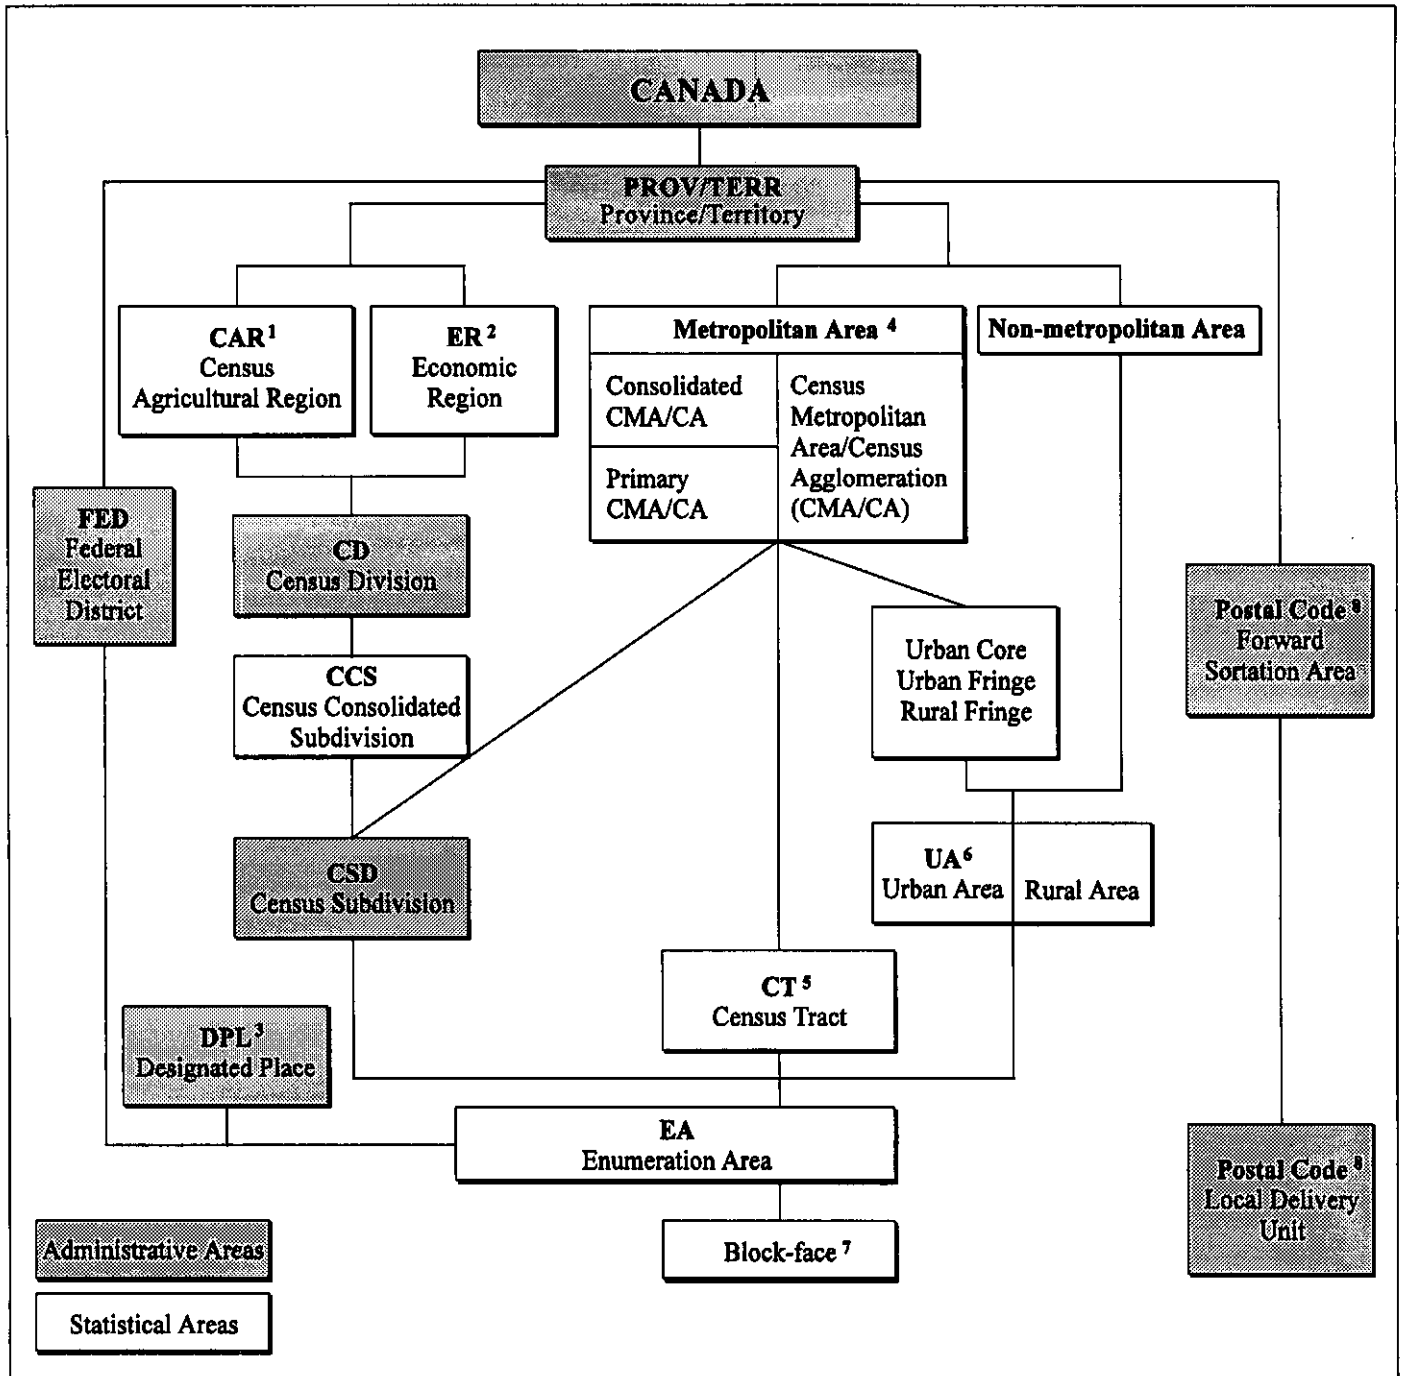 CANADA
PROV/TERR
Province/Territory
CAR 1
Census
Agricultural Region
ER 2
Economic
Region
Metropolitan Area 4
Consolidated
CMA/CA
Primary
CMA/CA
Census
Metropolitan
Area/Census
Agglomeration
(CMA/CA)
Non-metropolitan Area
FED
Federal
Electoral
District
CD
Census Division
CCS
Census Consolidated
Subdivision
Urban Core
Urban Fringe
Rural Fringe
Postal Code 8
Forward
Sortation Area
CSD
Census Subdivision
UA 6
Urban Area
Rural Area
CT 5
Census Tract
DPL 3
Designated Place
EA
Enumeration Area
Block-face 7
Postal Code 8
Local Delivery
Unit
Administrative Areas
Statistical Areas